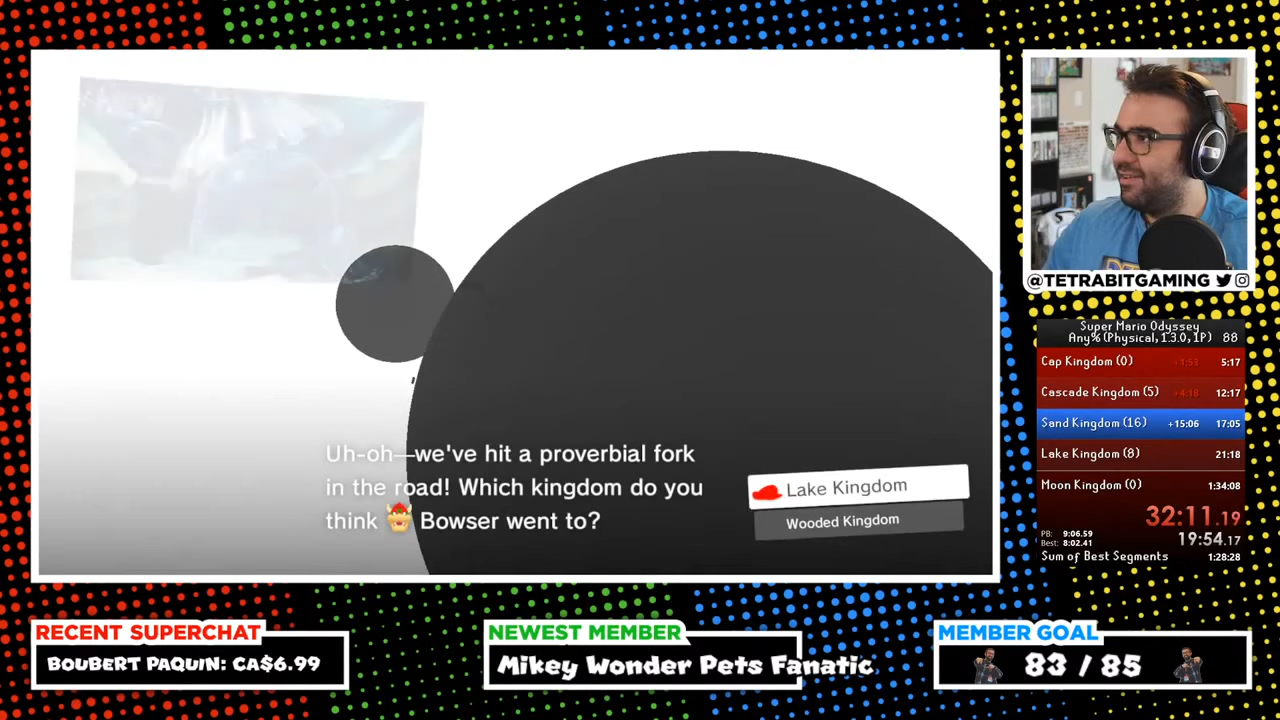 Uh-oh—we've hit a proverbial fork
in the road! Which kingdom do you
think Bowser went to?
Lake Kingdom
Wooded Kingdom
@TETRABITGAMING
Super Mario Odyssey
Any% (Physical, 1.3.0, 1P) 88
Cap Kingdom (0) +1:53 5:17
Cascade Kingdom (5) +4:18 12:17
Sand Kingdom (16) +15:06 17:05
Lake Kingdom (8) 21:18
Moon Kingdom (0) 1:34:08
32:11.19
PB: 9:06.59
Best: 8:02.41
19:54.17
Sum of Best Segments 1:28:28
RECENT SUPERCHAT
BOUBERT PAQUIN: CA$6.99
NEWEST MEMBER
Mikey Wonder Pets Fanatic
MEMBER GOAL
83 / 85